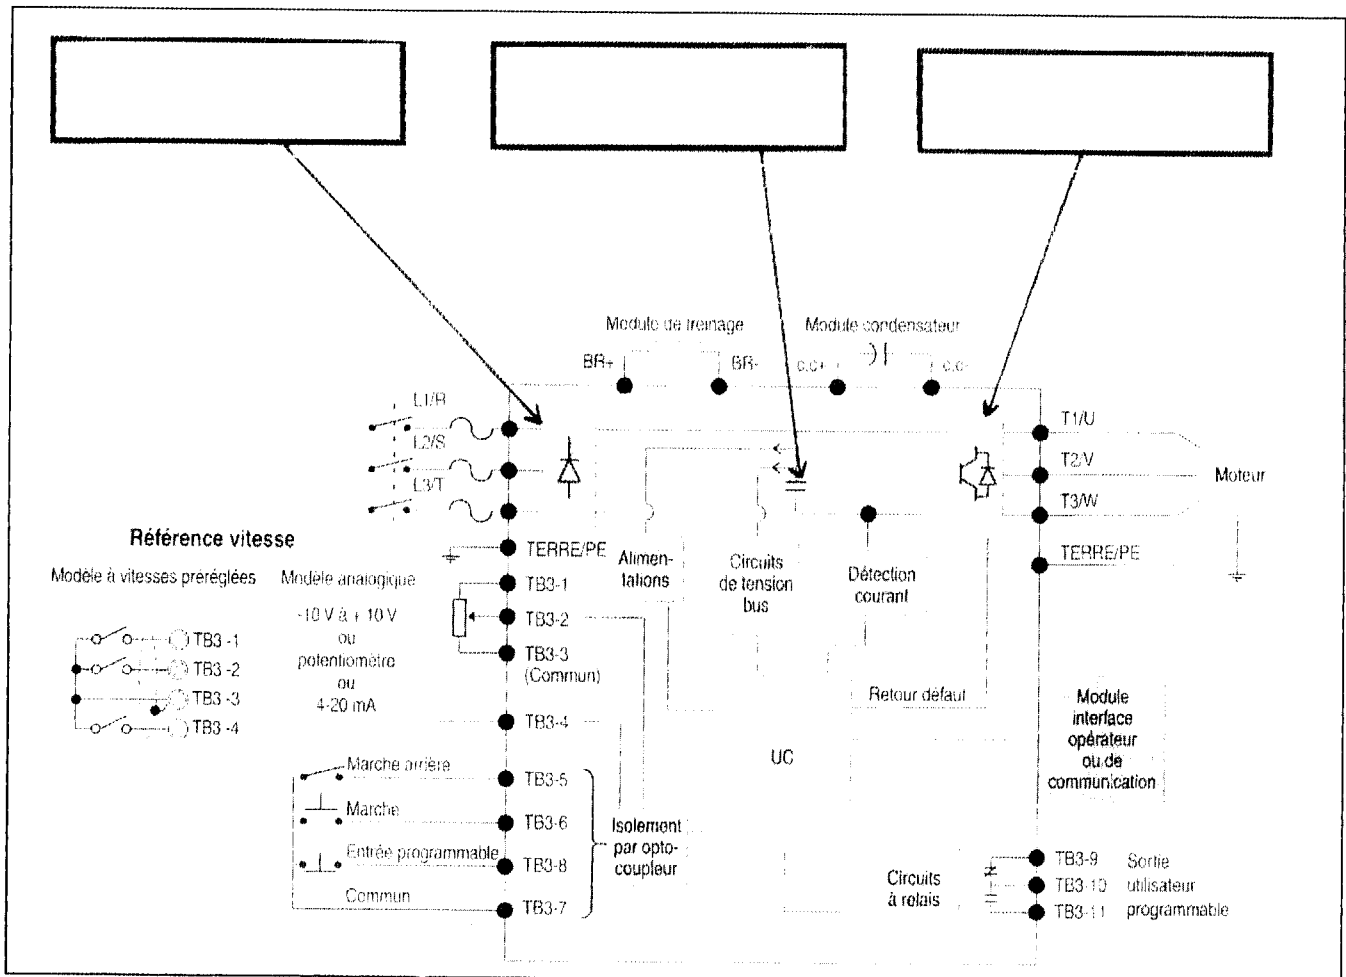 Module de freinage
Module condensateur
BR+
BR-
c.c+
c.c-
L1/R
L2/S
L3/T
T1/U
T2/V
T3/W
Moteur
TERRE/PE
TERRE/PE
Référence vitesse
Modèle à vitesses préréglées
TB3 -1
TB3 -2
TB3 -3
TB3 -4
Modèle analogique
-10 V à + 10 V
ou
potentiomètre
ou
4-20 mA
TB3-1
TB3-2
TB3-3
(Commun)
TB3-4
Alimen-
tations
Circuits
de tension
bus
Détection
courant
Retour défaut
UC
Module
interface
opérateur
ou de
communication
Marche arrière
TB3-5
Marche
TB3-6
Entrée programmable
TB3-8
Commun
TB3-7
Isolement
par opto-
coupleur
Circuits
à relais
TB3-9 Sortie
TB3-10 utilisateur
TB3-11 programmable